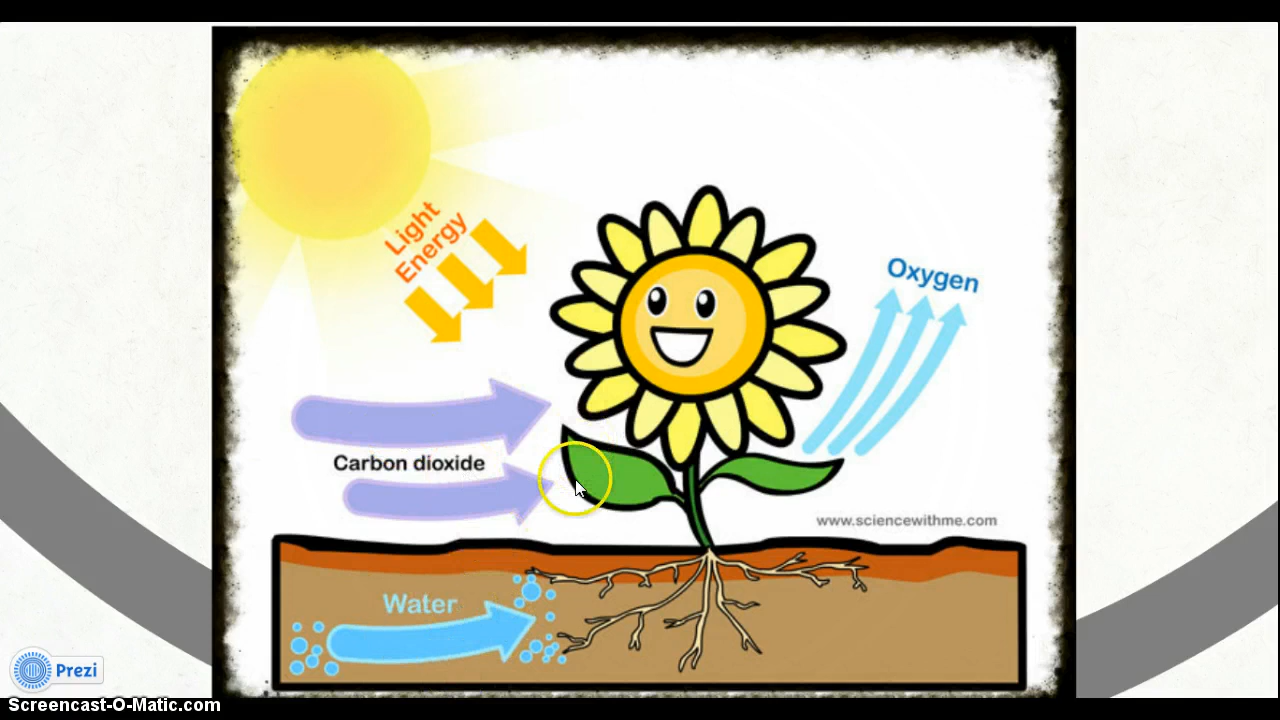 Light
Energy
Oxygen
Carbon dioxide
www.sciencewithme.com
Water
Prezi
Screencast-O-Matic.com